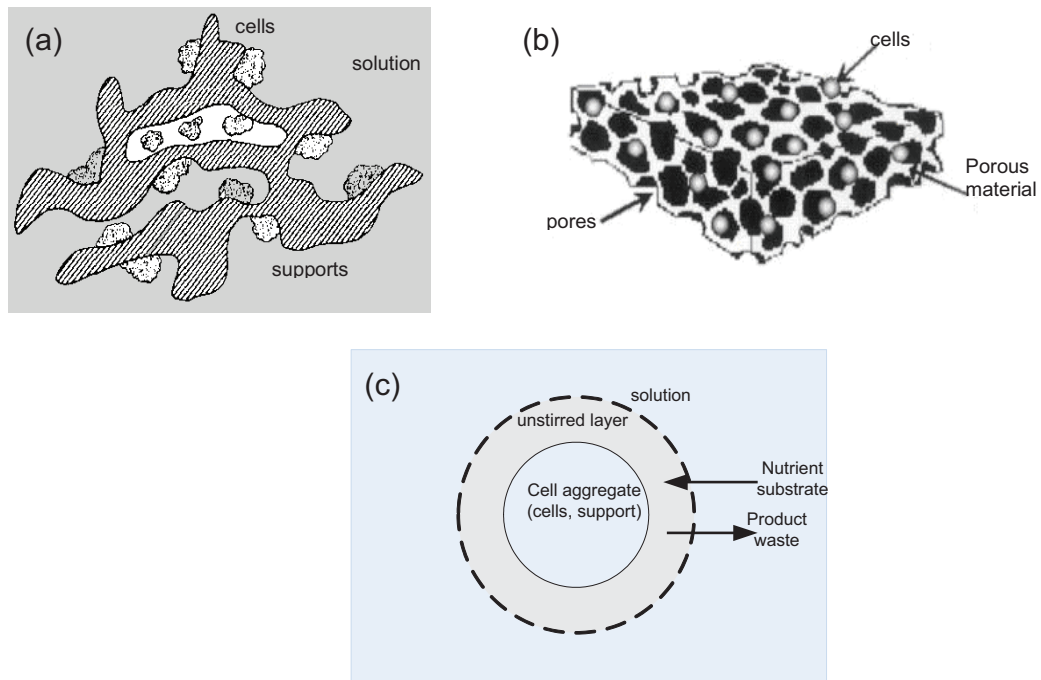 (a)
cells
solution
supports
(b)
cells
Porous
material
pores
(c)
solution
unstirred layer
Cell aggregate
(cells, support)
Nutrient
substrate
Product
waste